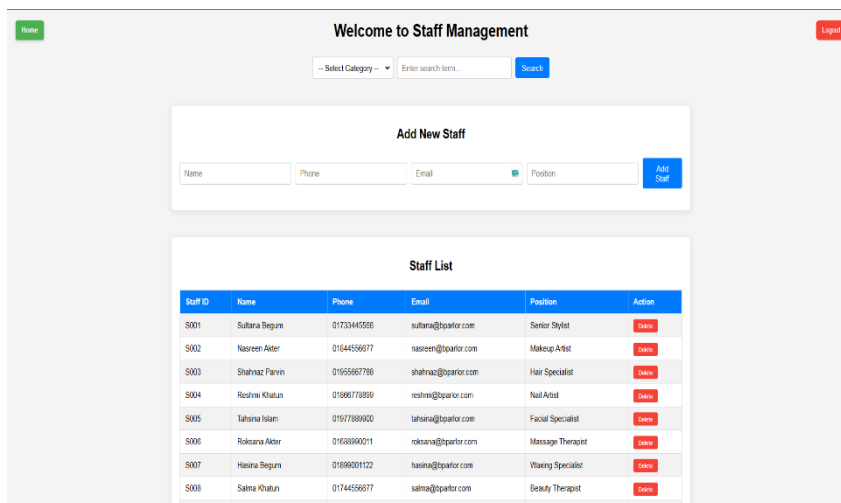 Home
Welcome to Staff Management
Logout
-- Select Category -- Enter search term... Search
Add New Staff
Name Phone Email Position Add Staff
Staff List
Staff ID Name Phone Email Position Action
S001 Sultana Begum 01733445566 sultana@bparlor.com Senior Stylist Delete
S002 Nasreen Akter 01844556677 nasreen@bparlor.com Makeup Artist Delete
S003 Shahnaz Parvin 01955667788 shahnaz@bparlor.com Hair Specialist Delete
S004 Reshmi Khatun 01866778899 reshmi@bparlor.com Nail Artist Delete
S005 Tahsina Islam 01977889900 tahsina@bparlor.com Facial Specialist Delete
S006 Roksana Akter 01688990011 roksana@bparlor.com Massage Therapist Delete
S007 Hasina Begum 01899001122 hasina@bparlor.com Waxing Specialist Delete
S008 Salma Khatun 01744556677 salma@bparlor.com Beauty Therapist Delete